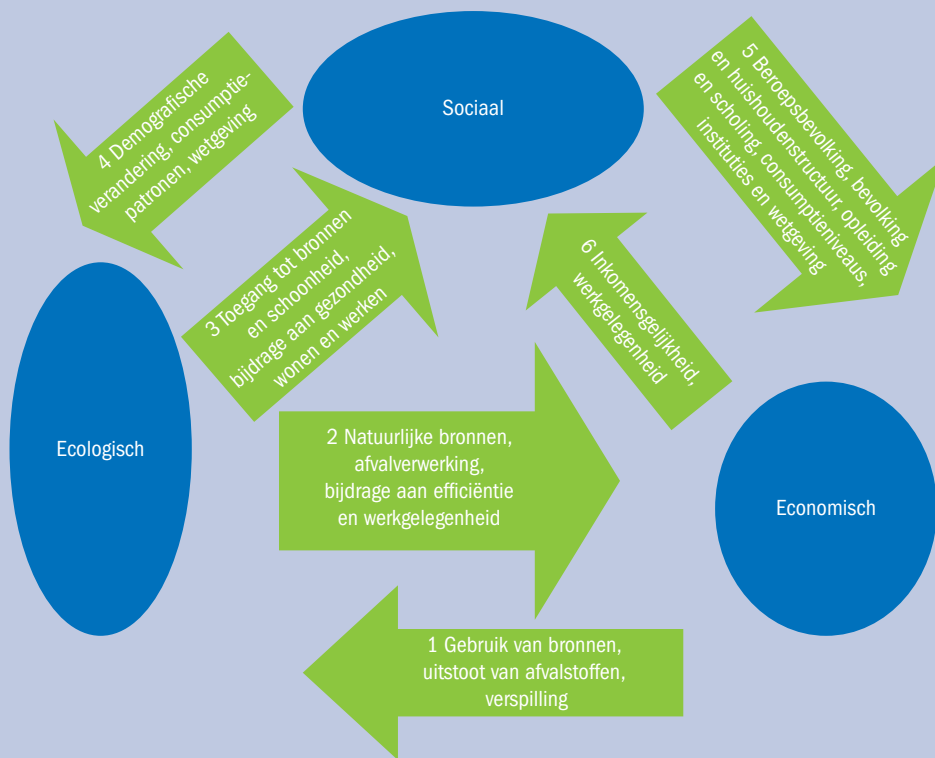 Sociaal
4 Demografische
verandering, consumptie-
patronen, wetgeving
5 Beroepsbevolking, bevolking
en huishoudenstructuur, opleiding
en scholing, consumptieniveaus,
instituties en wetgeving
3 Toegang tot bronnen
en schoonheid,
bijdrage aan gezondheid,
wonen en werken
6 Inkomensgelijkheid,
werkgelegenheid
Ecologisch
2 Natuurlijke bronnen,
afvalverwerking,
bijdrage aan efficiëntie
en werkgelegenheid
Economisch
1 Gebruik van bronnen,
uitstoot van afvalstoffen,
verspilling